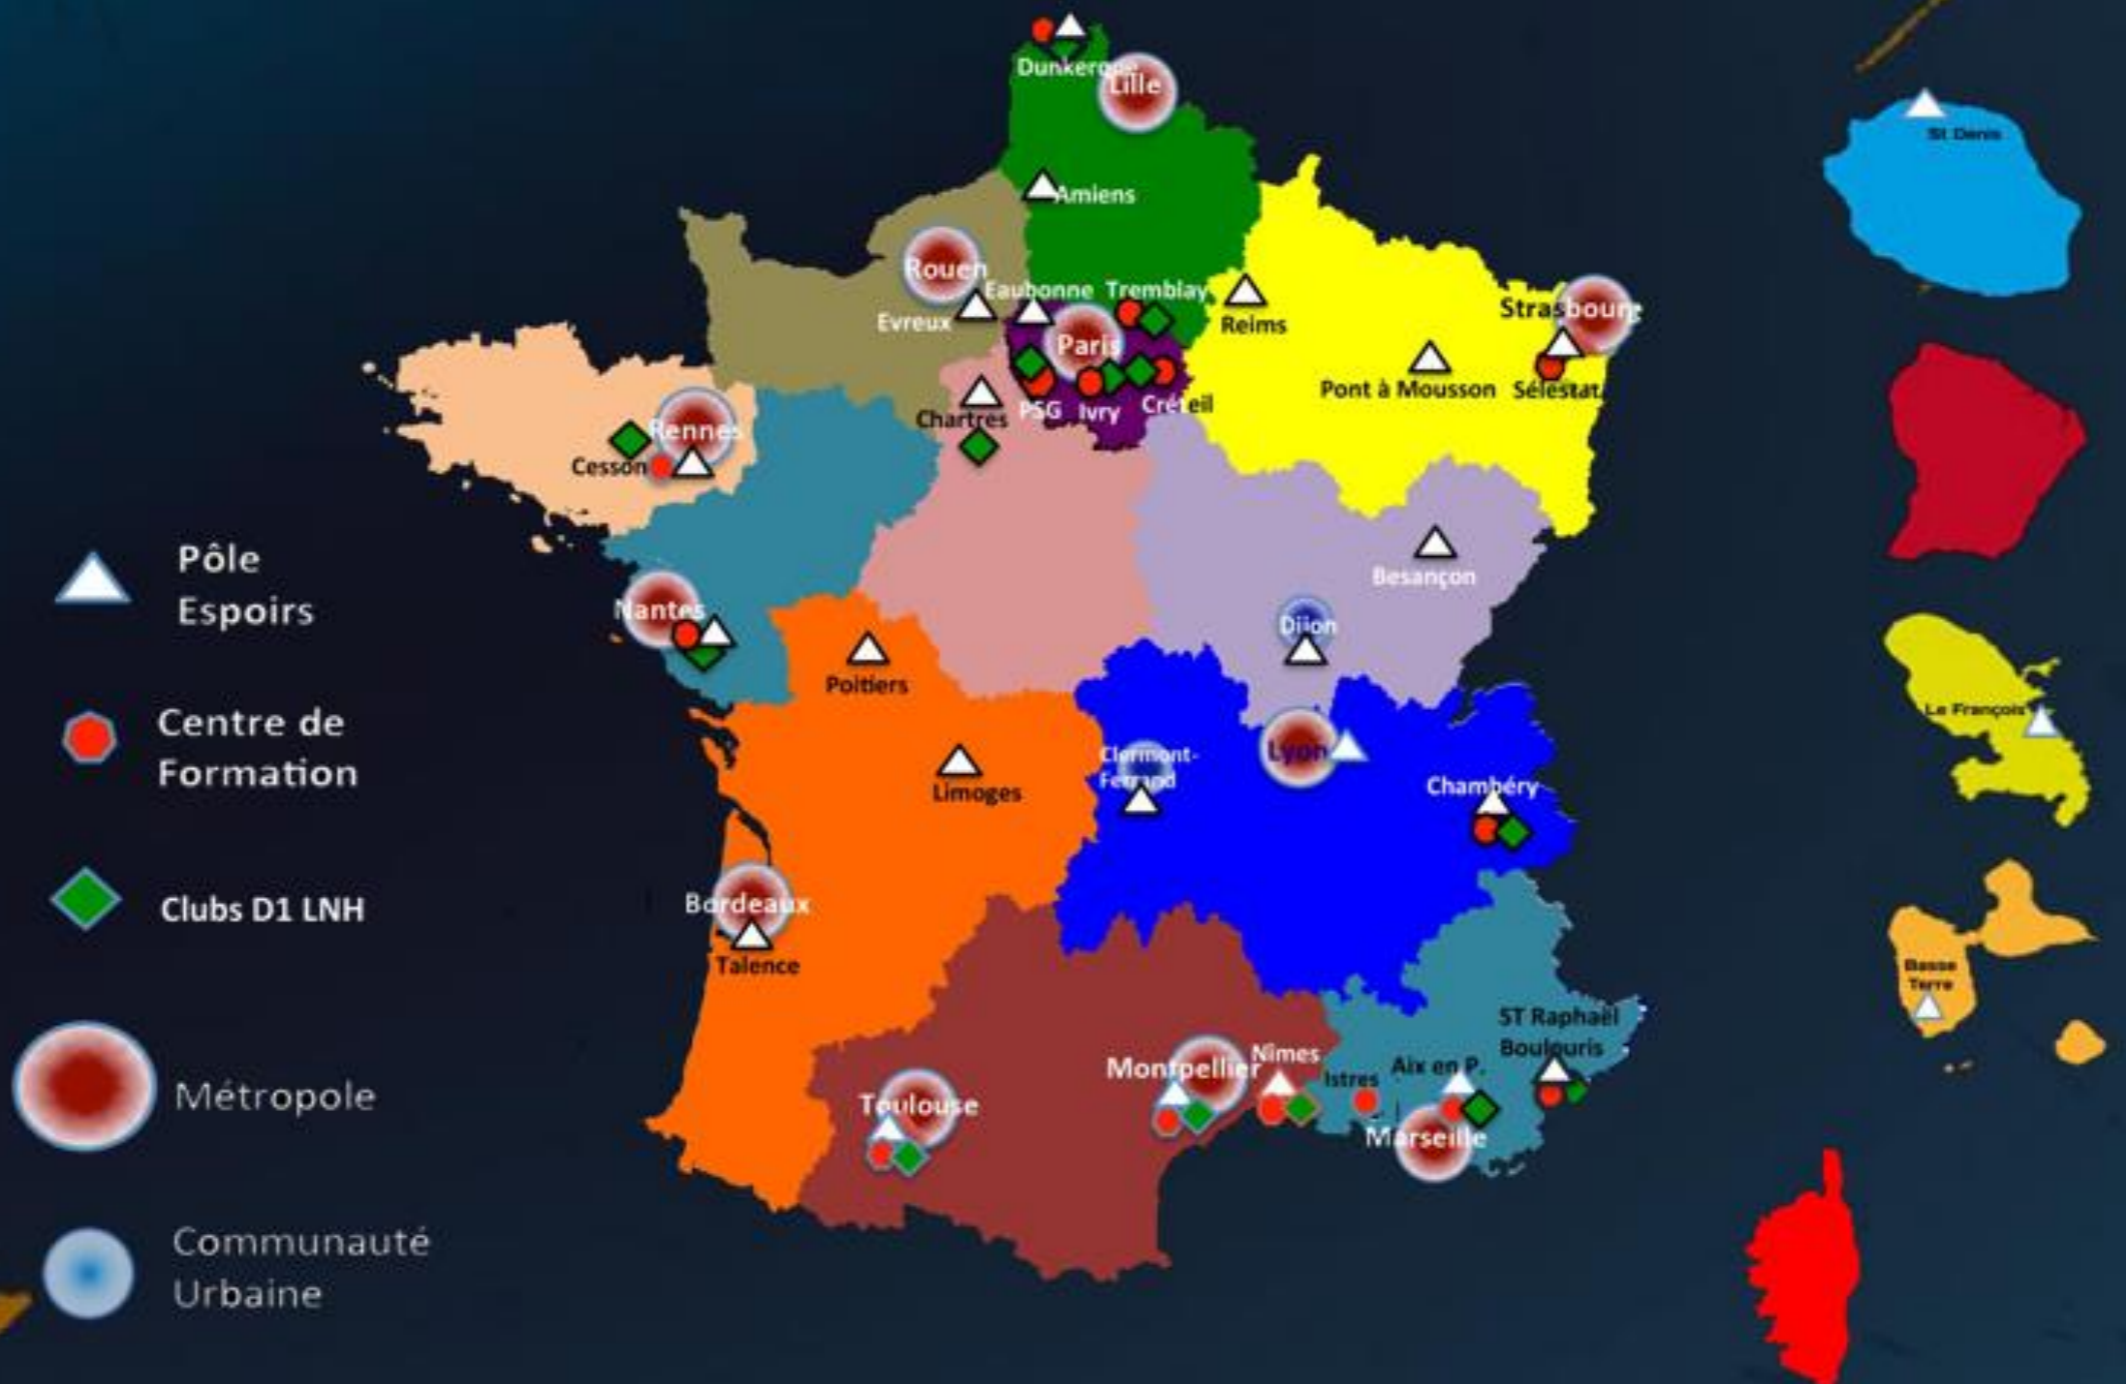 Dunkerque
Lille
St Denis
Amiens
Rouen
Eaubonne
Tremblay
Evreux
Reims
Strasbourg
Paris
Pont à Mousson
Sélestat
PSG
Ivry
Créteil
Chartres
Rennes
Cesson
Pôle
Espoirs
Besançon
Nantes
Dijon
Poitiers
Le François
Centre de
Formation
Lyon
Clermont-
Ferrand
Limoges
Chambéry
Clubs D1 LNH
Bordeaux
Talence
Basse
Terre
ST Raphaël
Boulouris
Montpellier
Nîmes
Istres
Aix en P.
Métropole
Toulouse
Marseille
Communauté
Urbaine